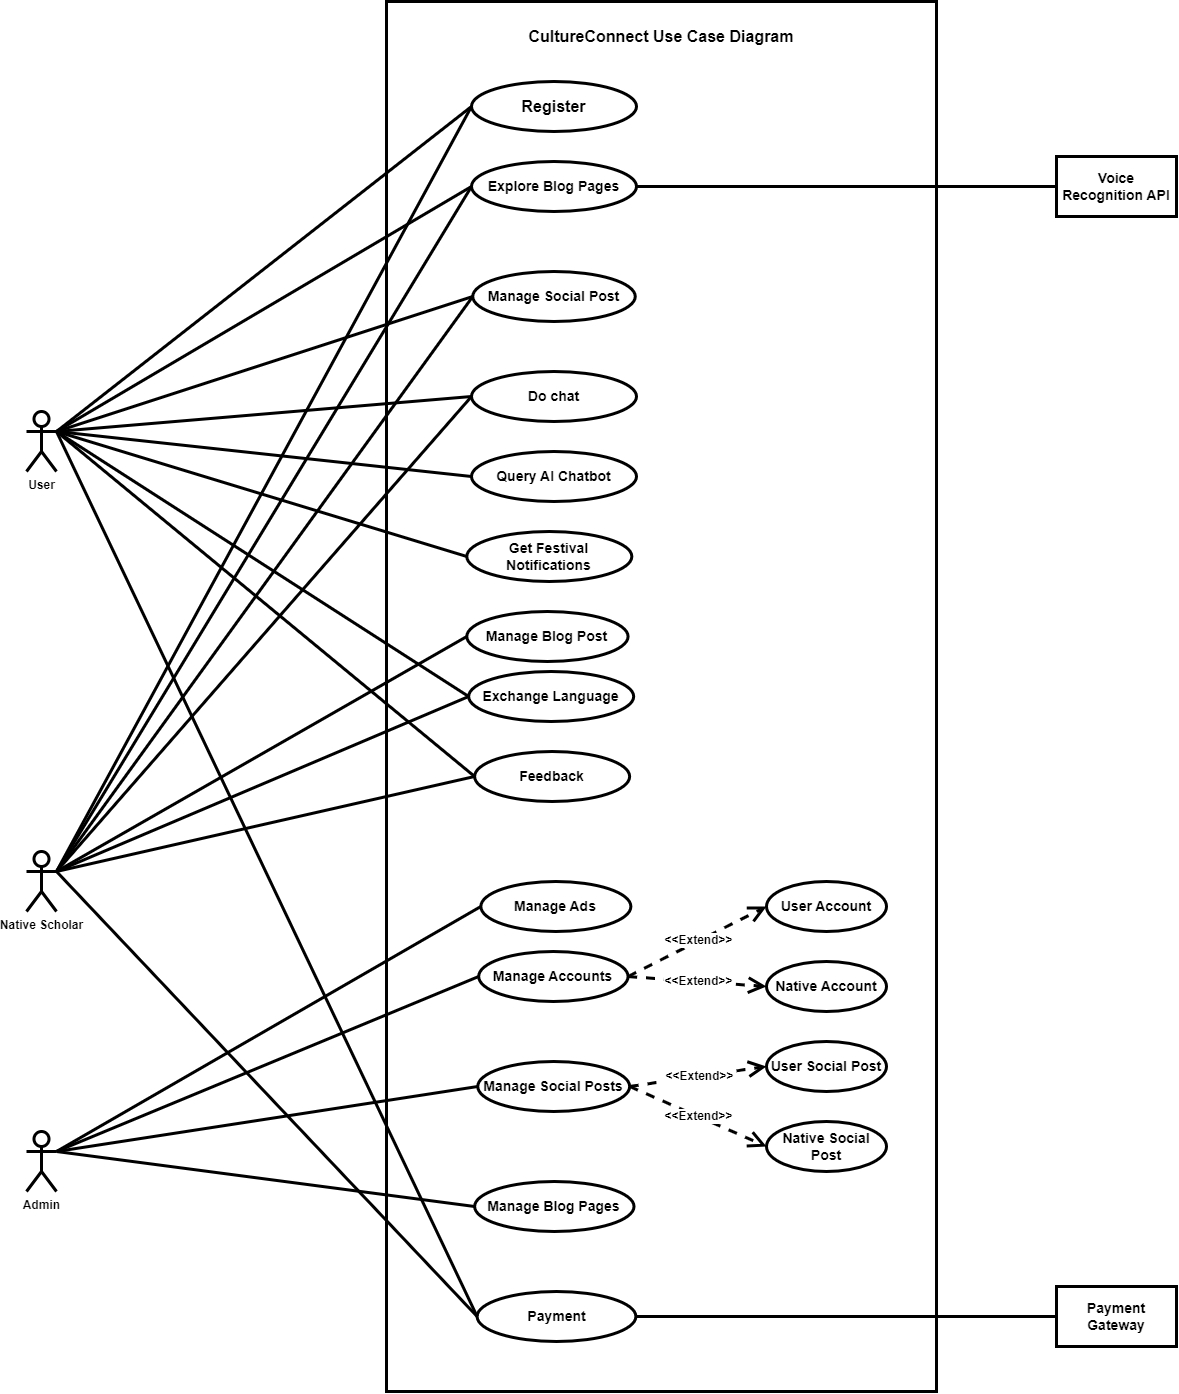 CultureConnect Use Case Diagram
Register
Explore Blog Pages
Voice
Recognition API
Manage Social Post
Do chat
User
Query AI Chatbot
Get Festival
Notifications
Manage Blog Post
Exchange Language
Feedback
Native Scholar
Manage Ads
User Account
<<Extend>>
Manage Accounts
<<Extend>>
Native Account
Manage Social Posts
<<Extend>>
User Social Post
<<Extend>>
Native Social
Post
Admin
Manage Blog Pages
Payment
Payment
Gateway